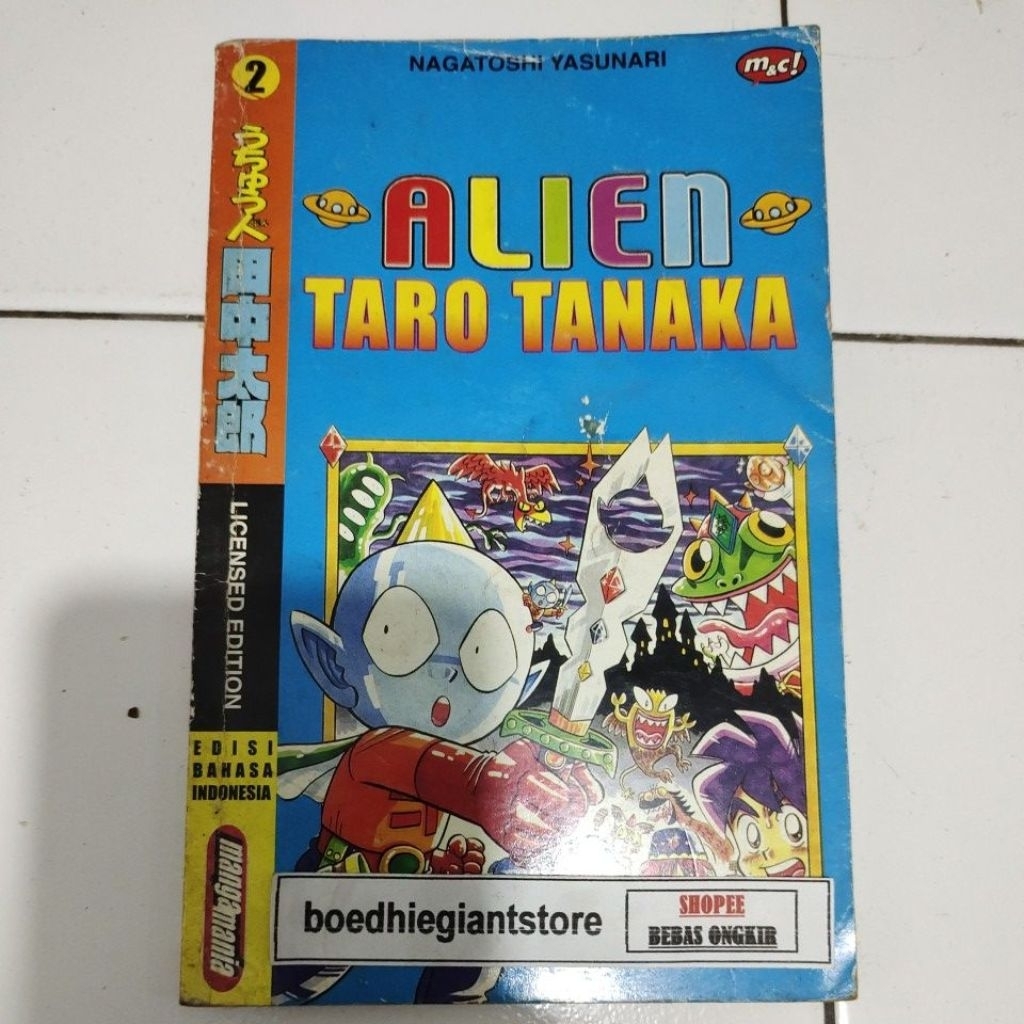 2
うちゅう人
田中太郎
LICENSED EDITION
EDISI
BAHASA
INDONESIA
mangamania
NAGATOSHI YASUNARI
m&c!
ALIEN
TARO TANAKA
boedhiegiantstore
SHOPEE
BEBAS ONGKIR